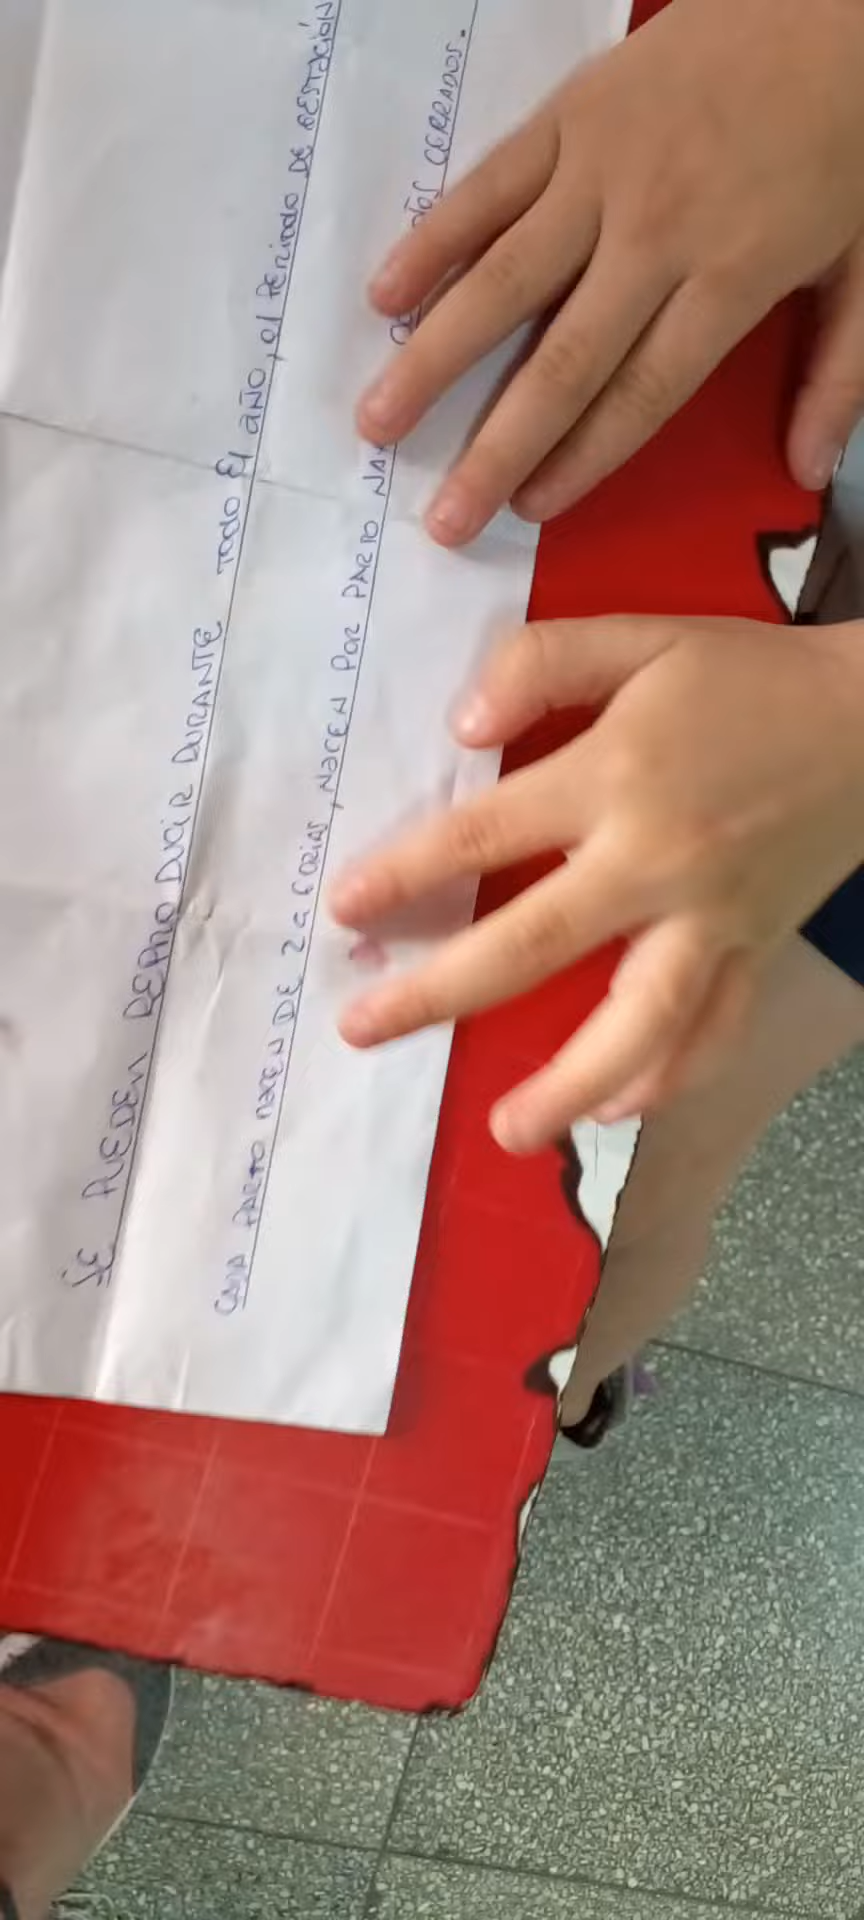 SE PUEDEN REPRODUCIR DURANTE TODO El AÑO, el PERIODO DE GESTACIÓN
CADA PARTO NACEN DE 2 a 6 CRIAS, NACEN POR PARTO CERRADOS.